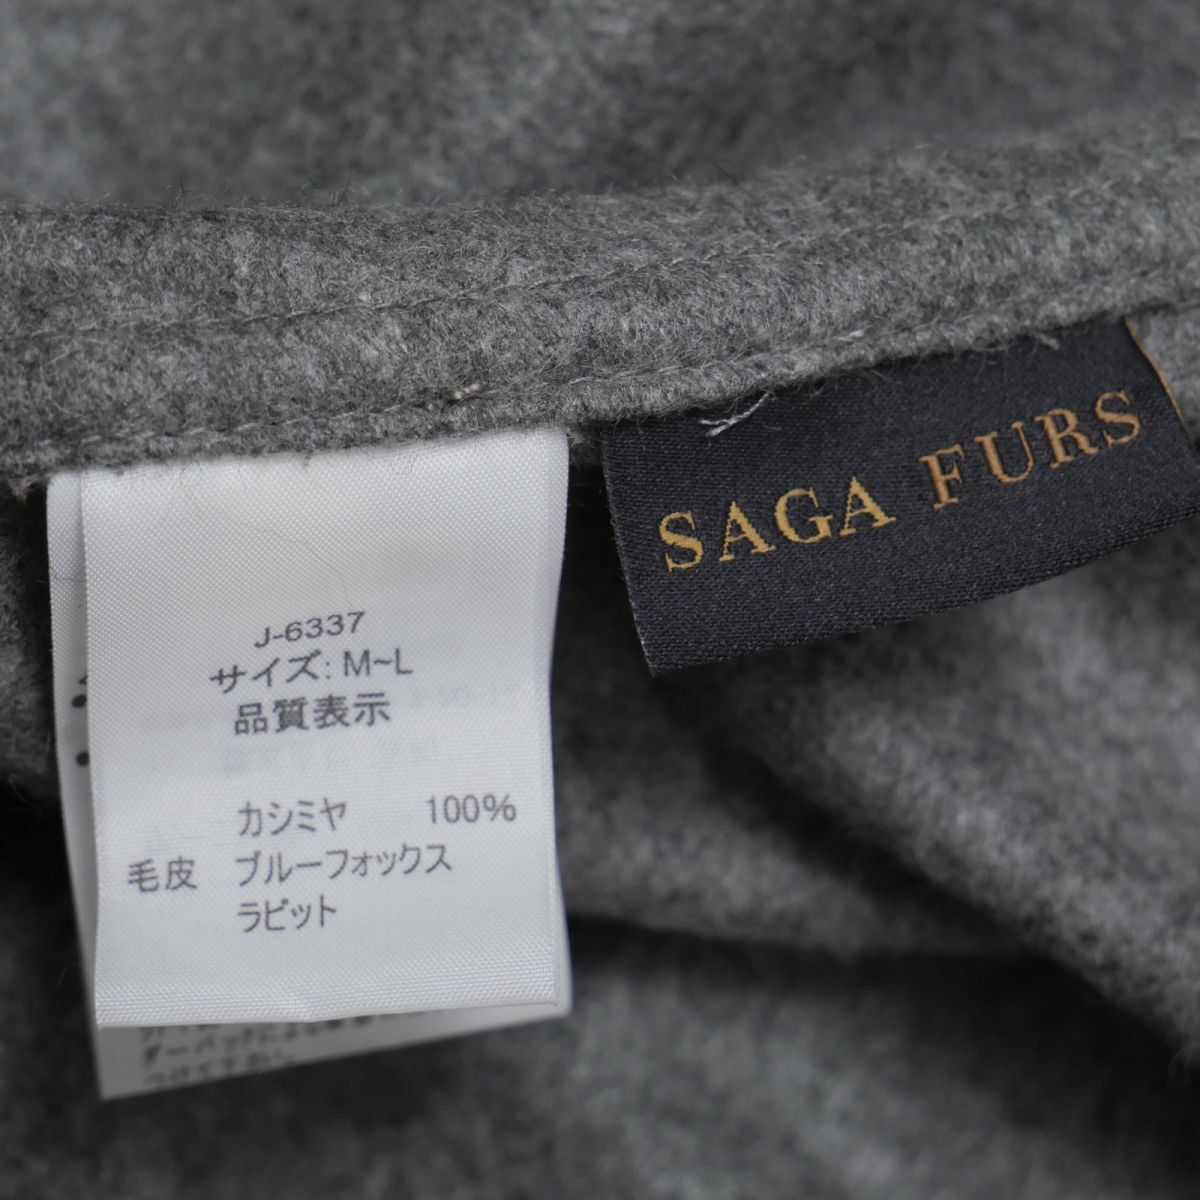 J-6337
サイズ: M~L
品質表示
カシミヤ 100%
毛皮 ブルーフォックス
ラビット
SAGA FURS